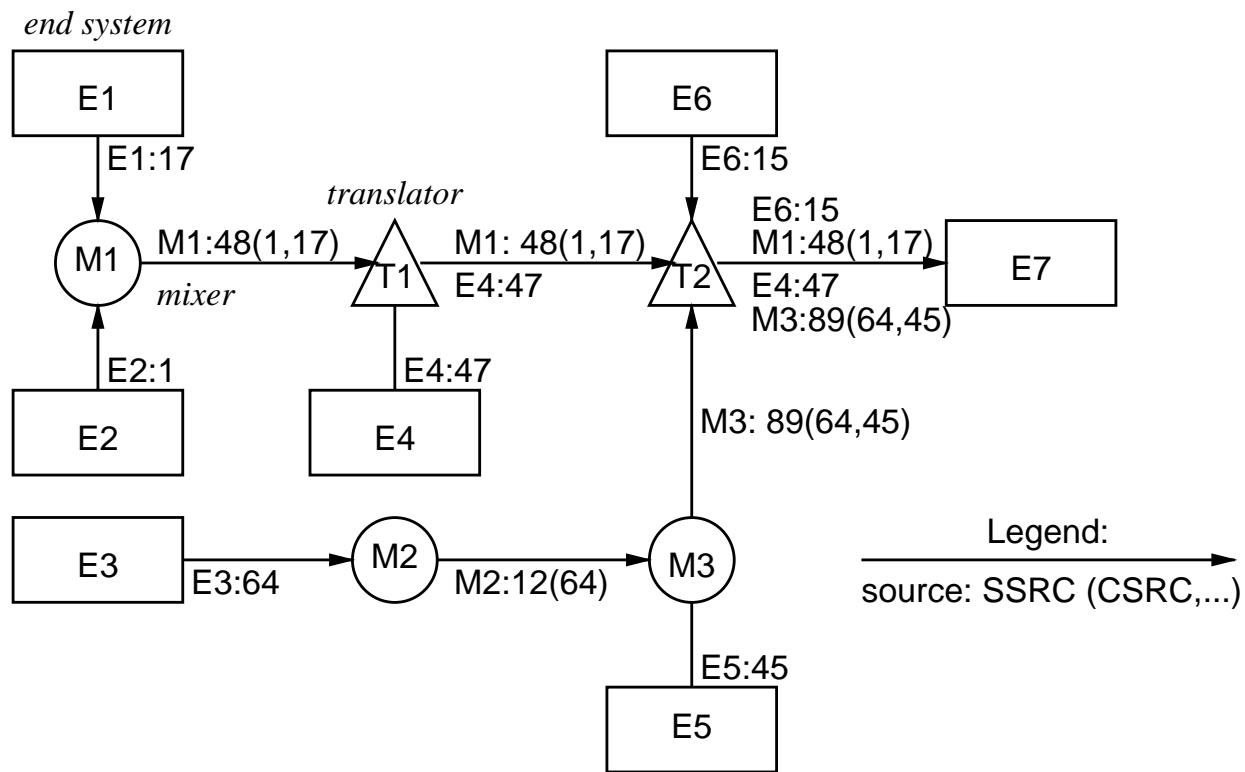 end system
E1
E6
E1:17
E6:15
translator
E6:15
M1
M1:48(1,17)
T1
M1: 48(1,17)
T2
M1:48(1,17)
E7
mixer
E4:47
E4:47
M3:89(64,45)
E2:1
E4:47
E2
E4
M3: 89(64,45)
E3
M2
M3
Legend:
E3:64
M2:12(64)
source: SSRC (CSRC,...)
E5:45
E5